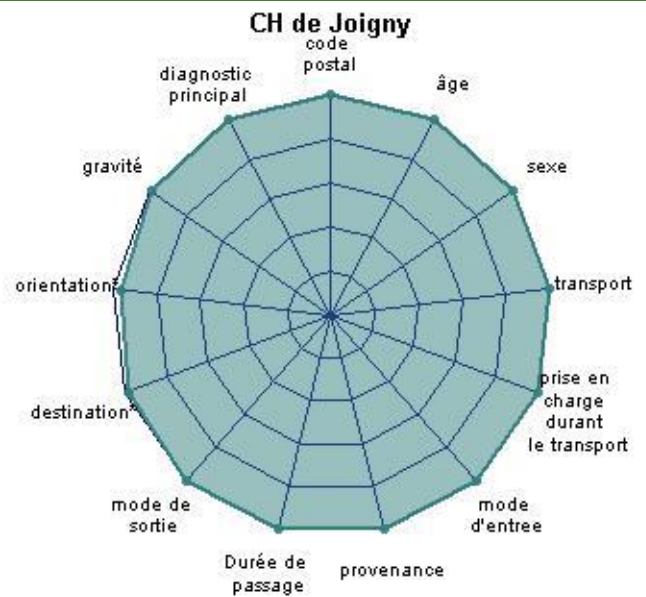 CH de Joigny
code
postal
âge
sexe
transport
prise en
charge
durant
le transport
mode
d'entree
provenance
Durée de
passage
mode de
sortie
destination*
orientation*
gravité
diagnostic
principal